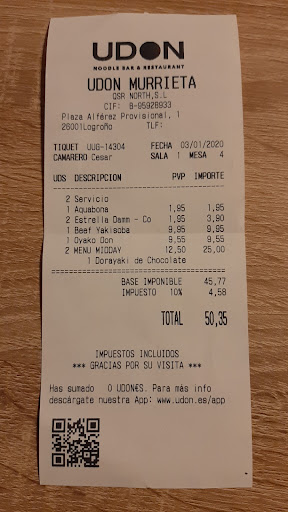 UDON
NOODLE BAR & RESTAURANT
UDON MURRIETA
QSR NORTH,S.L
CIF: B-95928933
Plaza Alférez Provisional, 1
26001Logroño TLF:
TIQUET UUG-14304 FECHA 03/01/2020
CAMARERO Cesar SALA 1 MESA 4
UDS DESCRIPCION PVP IMPORTE
2 Servicio
1 Aquabona 1,95 1,95
2 Estrella Damm - Co 1,95 3,90
1 Beef Yakisoba 9,95 9,95
1 Oyako Don 9,55 9,55
2 MENU MIDDAY 12,50 25,00
1 Dorayaki de Chocolate
BASE IMPONIBLE 45,77
IMPUESTO 10% 4,58
TOTAL 50,35
IMPUESTOS INCLUIDOS
*** GRACIAS POR SU VISITA ***
Has sumado 0 UDON€S. Para más info
descárgate nuestra App: www.udon.es/app